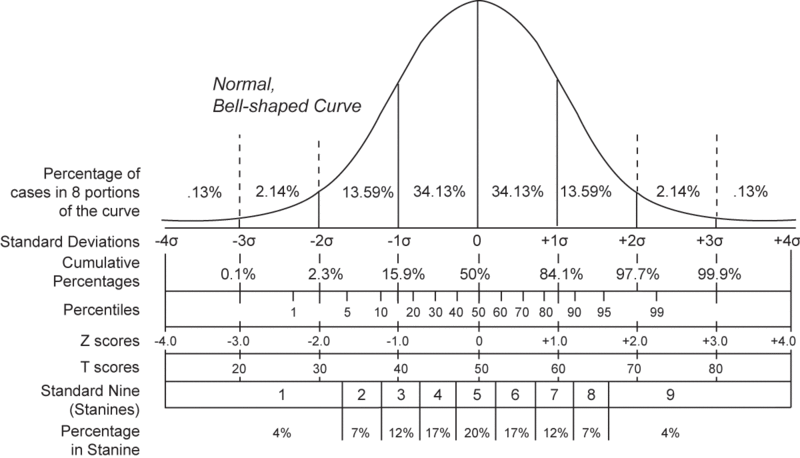 Normal,
Bell-shaped Curve
Percentage of
cases in 8 portions
of the curve
.13% 2.14% 13.59% 34.13% 34.13% 13.59% 2.14% .13%
Standard Deviations -4σ -3σ -2σ -1σ 0 +1σ +2σ +3σ +4σ
Cumulative
Percentages
0.1% 2.3% 15.9% 50% 84.1% 97.7% 99.9%
Percentiles 1 5 10 20 30 40 50 60 70 80 90 95 99
Z scores -4.0 -3.0 -2.0 -1.0 0 +1.0 +2.0 +3.0 +4.0
T scores 20 30 40 50 60 70 80
Standard Nine
(Stanines)
1 2 3 4 5 6 7 8 9
Percentage
in Stanine
4% 7% 12% 17% 20% 17% 12% 7% 4%